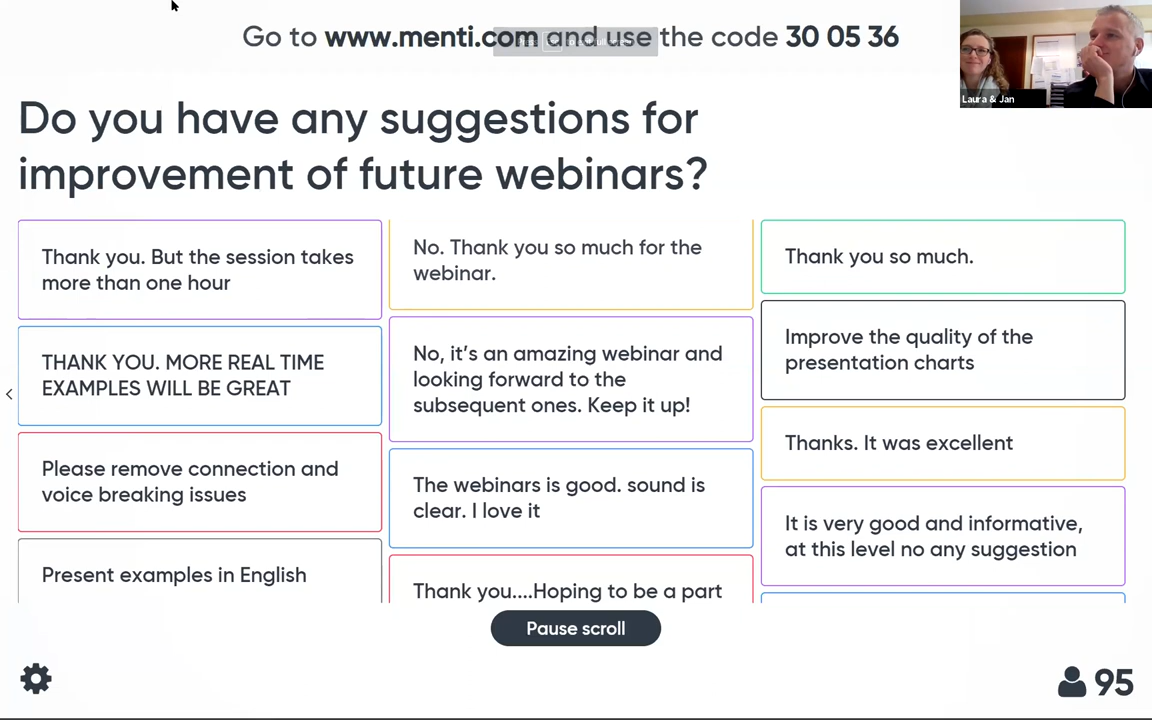 Go to www.menti.com and use the code 30 05 36
Laura & Jan
Do you have any suggestions for
improvement of future webinars?
Thank you. But the session takes
more than one hour
THANK YOU. MORE REAL TIME
EXAMPLES WILL BE GREAT
Please remove connection and
voice breaking issues
Present examples in English
No. Thank you so much for the
webinar.
No, it’s an amazing webinar and
looking forward to the
subsequent ones. Keep it up!
The webinars is good. sound is
clear. I love it
Thank you....Hoping to be a part
Thank you so much.
Improve the quality of the
presentation charts
Thanks. It was excellent
It is very good and informative,
at this level no any suggestion
Pause scroll
95